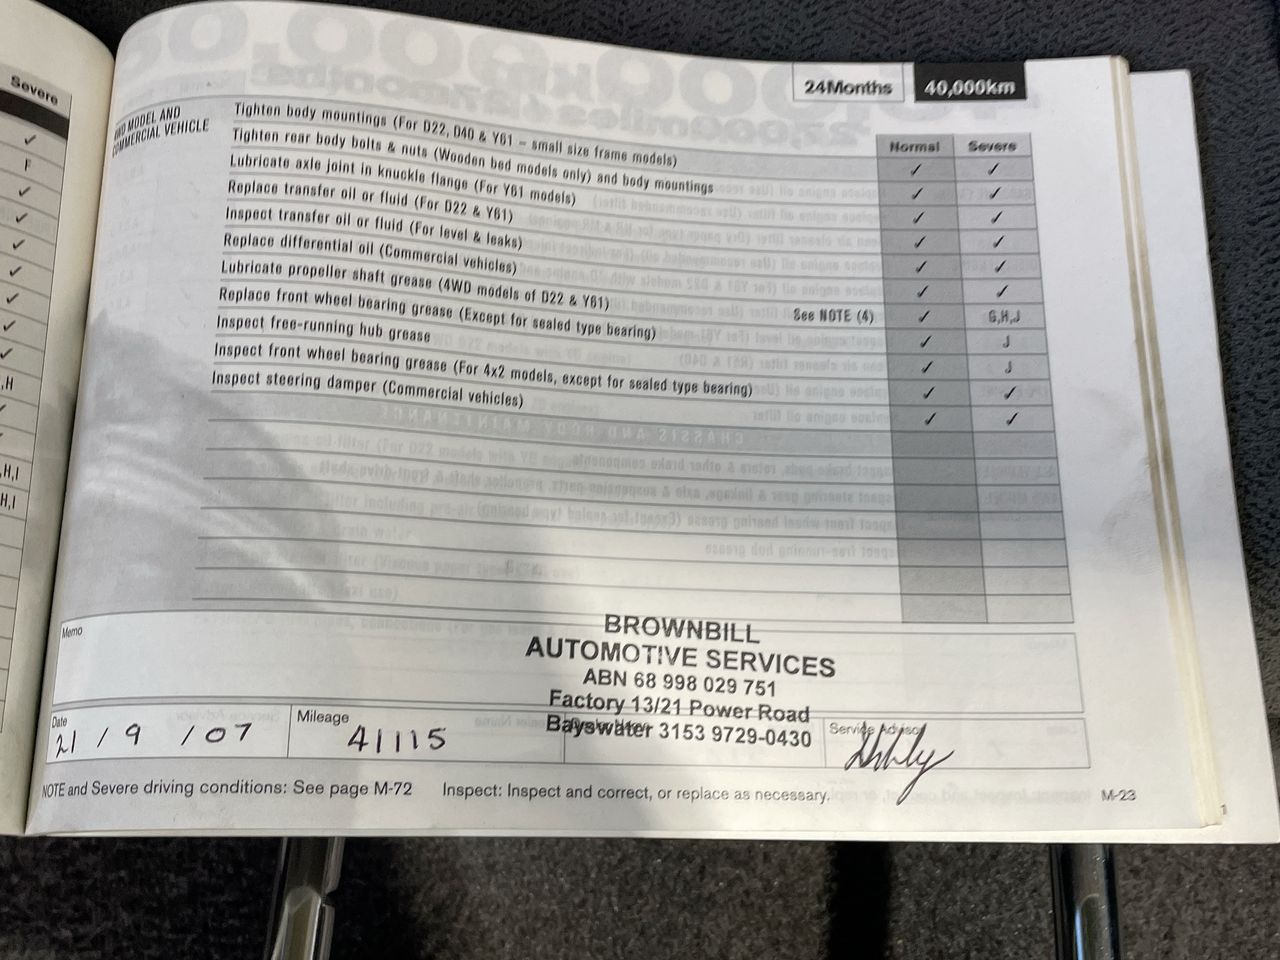 Severe
✓
F
✓
✓
✓
✓
✓
✓
✓
,H
✓
,H,I
H,I
24Months 40,000km
4WD MODEL AND
COMMERCIAL VEHICLE
Normal Severe
Tighten body mountings (For D22, D40 & Y61 – small size frame models) ✓ ✓
Tighten rear body bolts & nuts (Wooden bed models only) and body mountings ✓ ✓
Lubricate axle joint in knuckle flange (For Y61 models) ✓ ✓
Replace transfer oil or fluid (For D22 & Y61) ✓ ✓
Inspect transfer oil or fluid (For level & leaks) ✓ ✓
Replace differential oil (Commercial vehicles) ✓ ✓
Lubricate propeller shaft grease (4WD models of D22 & Y61) See NOTE (4) ✓ G,H,J
Replace front wheel bearing grease (Except for sealed type bearing) ✓ J
Inspect free-running hub grease ✓ J
Inspect front wheel bearing grease (For 4x2 models, except for sealed type bearing) ✓ ✓
Inspect steering damper (Commercial vehicles) ✓ ✓
Memo
BROWNBILL
AUTOMOTIVE SERVICES
ABN 68 998 029 751
Factory 13/21 Power Road
Bayswater 3153 9729-0430
Date 21 / 9 / 07
Mileage 41115
Service Advisor
NOTE and Severe driving conditions: See page M-72 Inspect: Inspect and correct, or replace as necessary. M-23
1